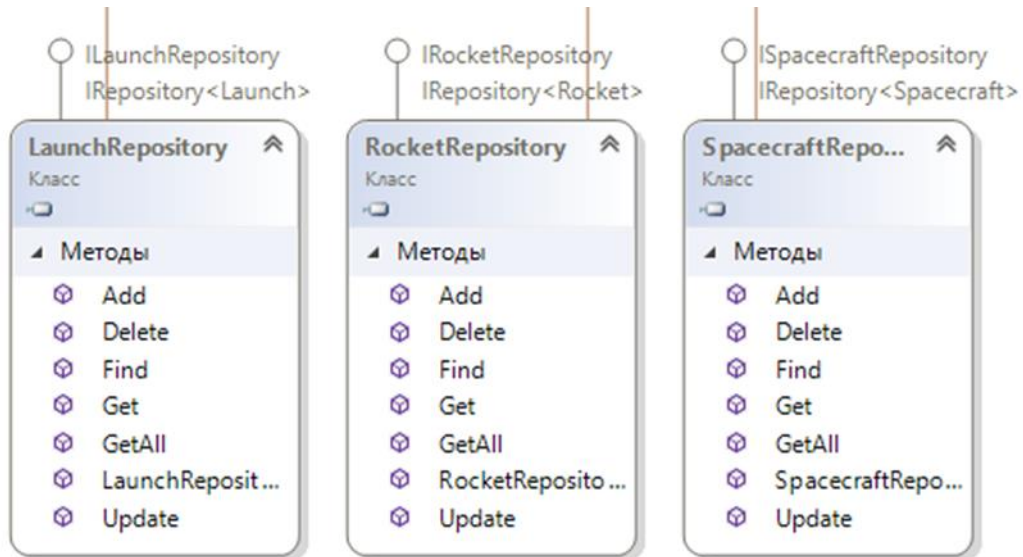 ILaunchRepository
IRepository<Launch>
LaunchRepository
Класс
Методы
Add
Delete
Find
Get
GetAll
LaunchReposit...
Update
IRocketRepository
IRepository<Rocket>
RocketRepository
Класс
Методы
Add
Delete
Find
Get
GetAll
RocketReposito...
Update
ISpacecraftRepository
IRepository<Spacecraft>
SpacecraftRepo...
Класс
Методы
Add
Delete
Find
Get
GetAll
SpacecraftRepo...
Update